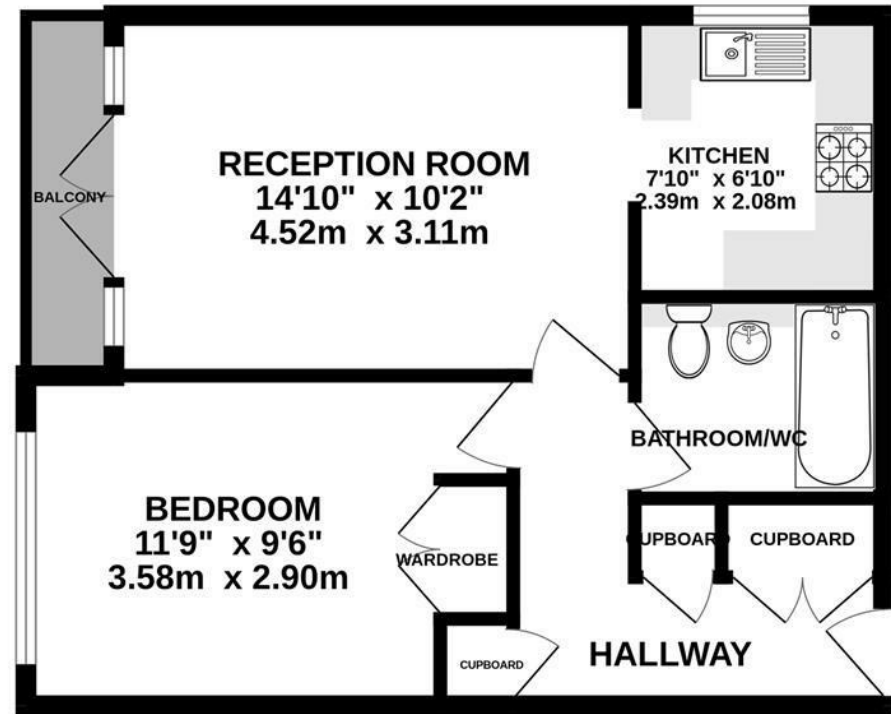 RECEPTION ROOM
14'10" x 10'2"
4.52m x 3.11m
KITCHEN
7'10" x 6'10"
2.39m x 2.08m
BALCONY
BATHROOM/WC
BEDROOM
11'9" x 9'6"
3.58m x 2.90m
WARDROBE
CUPBOARD
CUPBOARD
CUPBOARD
HALLWAY